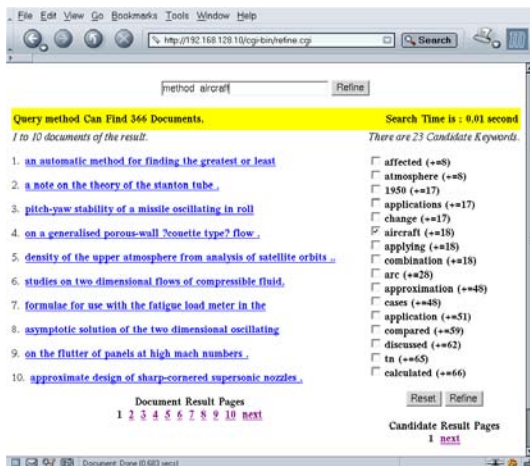 File Edit View Go Bookmarks Tools Window Help
http://192.168.128.10/cgi-bin/refine.cgi
Search
method aircraft
Refine
Query method Can Find 366 Documents.
Search Time is : 0.01 second
1 to 10 documents of the result.
There are 23 Candidate Keywords.
1. an automatic method for finding the greatest or least
2. a note on the theory of the stanton tube .
3. pitch-yaw stability of a missile oscillating in roll
4. on a generalised porous-wall ?couette type? flow .
5. density of the upper atmosphere from analysis of satellite orbits ..
6. studies on two dimensional flows of compressible fluid.
7. formulae for use with the fatigue load meter in the
8. asymptotic solution of the two dimensional oscillating
9. on the flutter of panels at high mach numbers .
10. approximate design of sharp-cornered supersonic nozzles .
Document Result Pages
1 2 3 4 5 6 7 8 9 10 next
affected (+=8)
atmosphere (+=8)
1950 (+=17)
applications (+=17)
change (+=17)
aircraft (+=18)
applying (+=18)
combination (+=18)
arc (+=28)
approximation (+=48)
cases (+=48)
application (+=51)
compared (+=59)
discussed (+=62)
tn (+=65)
calculated (+=66)
Reset Refine
Candidate Result Pages
1 next
Document: Done (0.683 secs)